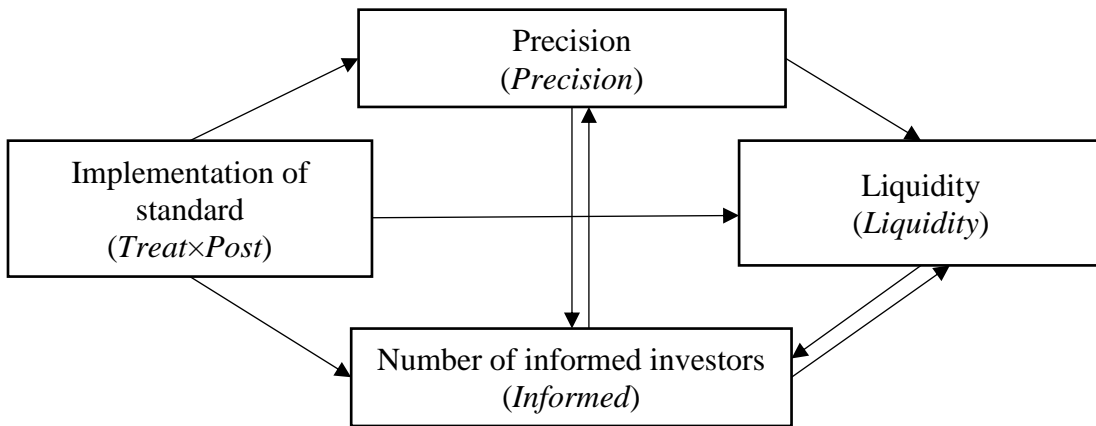 Precision
(Precision)
Implementation of
standard
(Treat×Post)
Liquidity
(Liquidity)
Number of informed investors
(Informed)